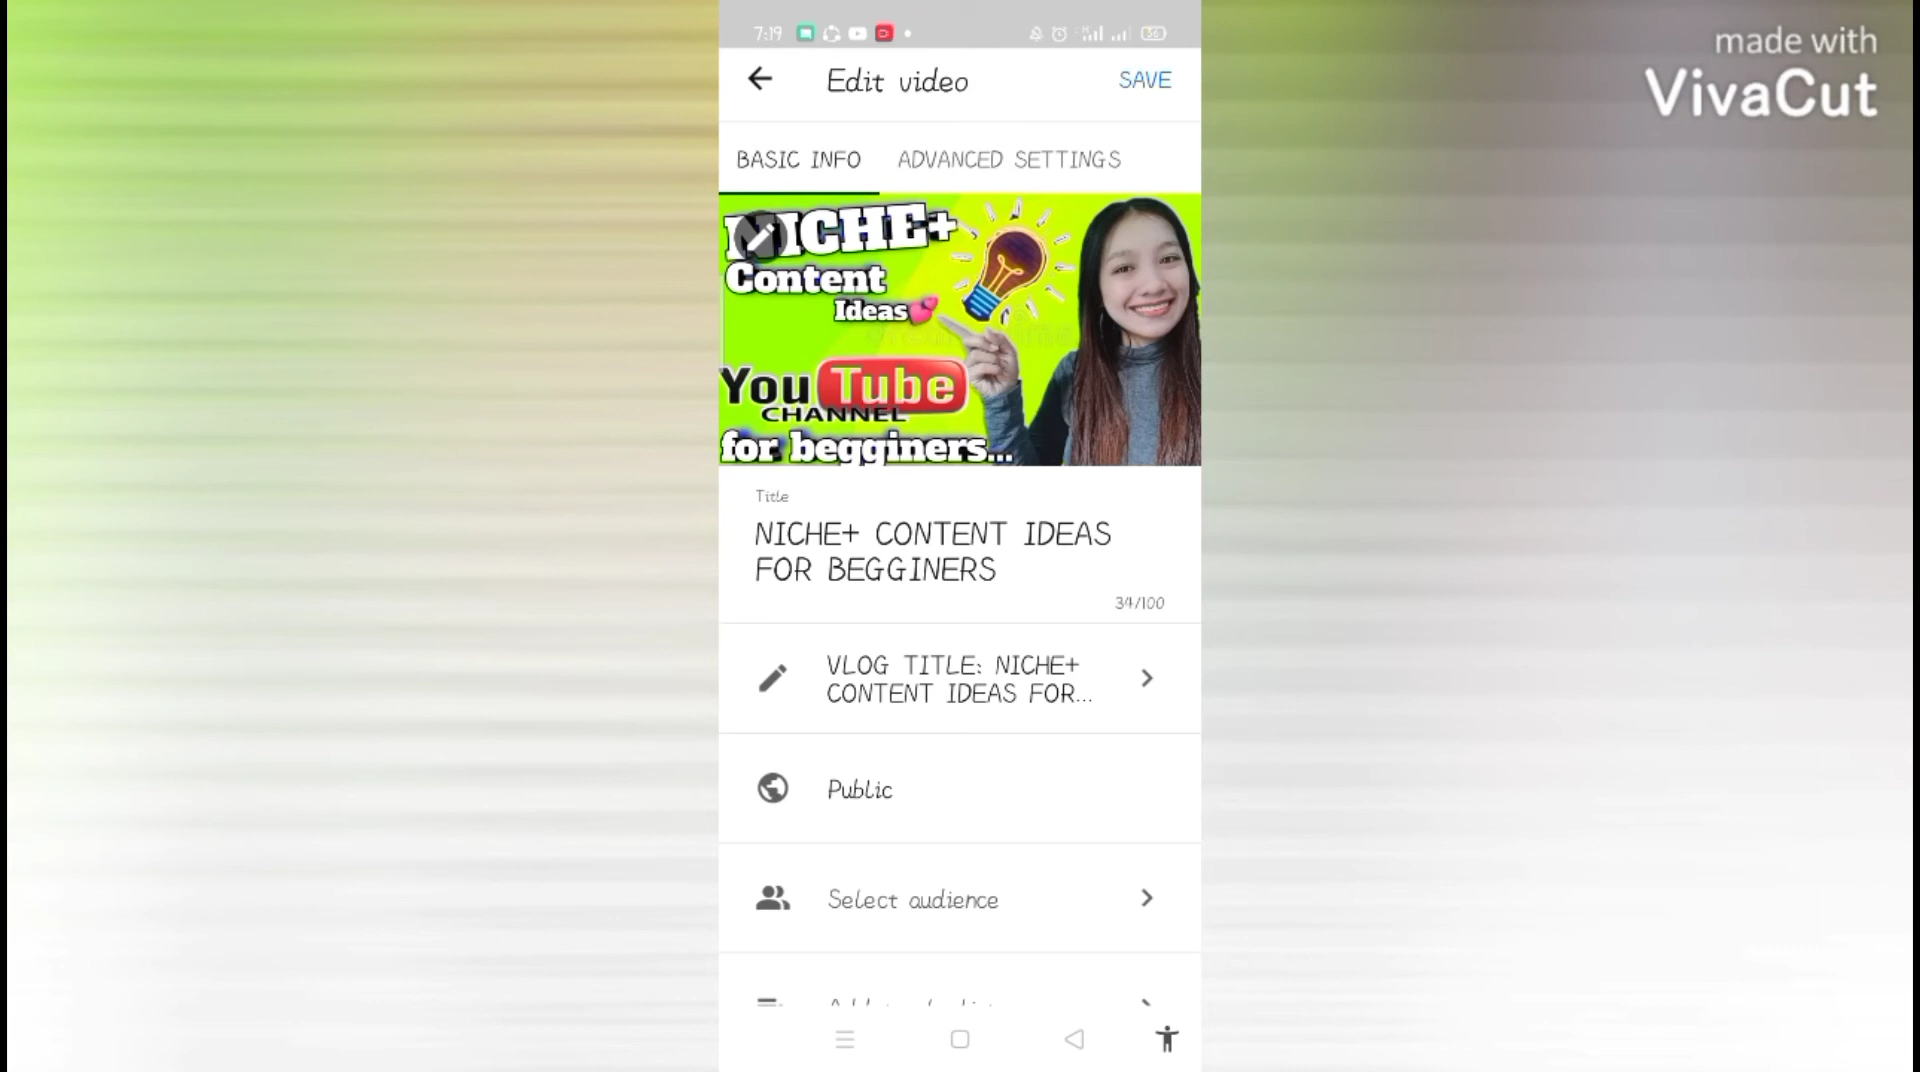 made with
VivaCut
7:19
36
Edit video
SAVE
BASIC INFO
ADVANCED SETTINGS
NICHE+
Content
Ideas
You Tube
CHANNEL
for begginers...
Title
NICHE+ CONTENT IDEAS
FOR BEGGINERS
34/100
VLOG TITLE: NICHE+
CONTENT IDEAS FOR...
Public
Select audience